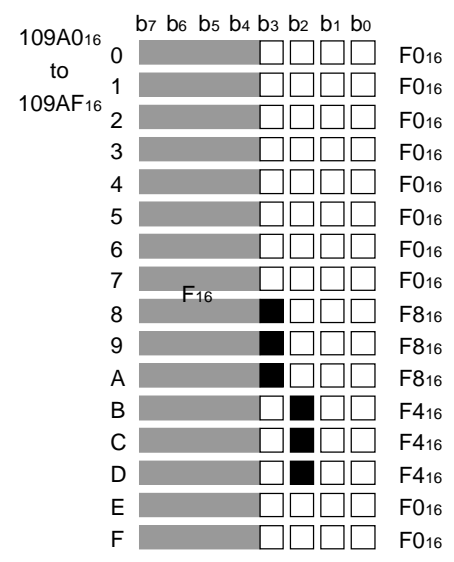 b7 b6 b5 b4 b3 b2 b1 b0
109A016
to
109AF16
0 F016
1 F016
2 F016
3 F016
4 F016
5 F016
6 F016
7 F016
F16
8 F816
9 F816
A F816
B F416
C F416
D F416
E F016
F F016